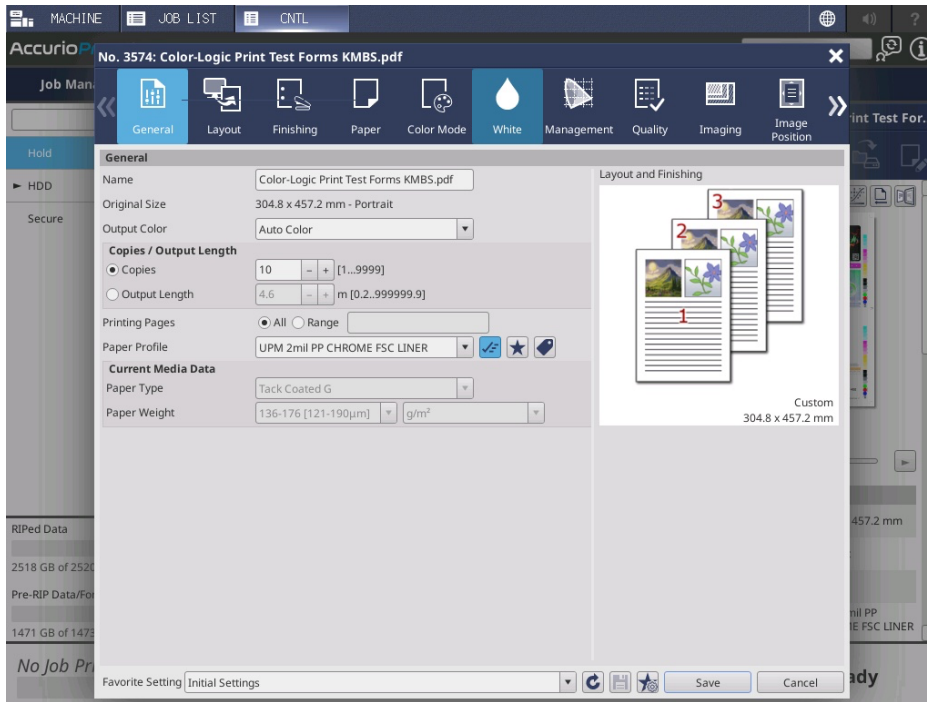 MACHINE JOB LIST CNTL ?
Accurio
No. 3574: Color-Logic Print Test Forms KMBS.pdf
Job Man
General Layout Finishing Paper Color Mode White Management Quality Imaging Image Position
int Test For.
Hold
► HDD
Secure
General
Name Color-Logic Print Test Forms KMBS.pdf
Original Size 304.8 x 457.2 mm - Portrait
Output Color Auto Color
Copies / Output Length
Copies 10 - + [1...9999]
Output Length 4.6 - + m [0.2..999999.9]
Printing Pages All Range
Paper Profile UPM 2mil PP CHROME FSC LINER
Current Media Data
Paper Type Tack Coated G
Paper Weight 136-176 [121-190µm] g/m²
Layout and Finishing
3
2
1
Custom
304.8 x 457.2 mm
457.2 mm
RIPed Data
2518 GB of 2520
Pre-RIP Data/For
1471 GB of 1473
mil PP
E FSC LINER
No Job Pri
ady
Favorite Setting Initial Settings Save Cancel